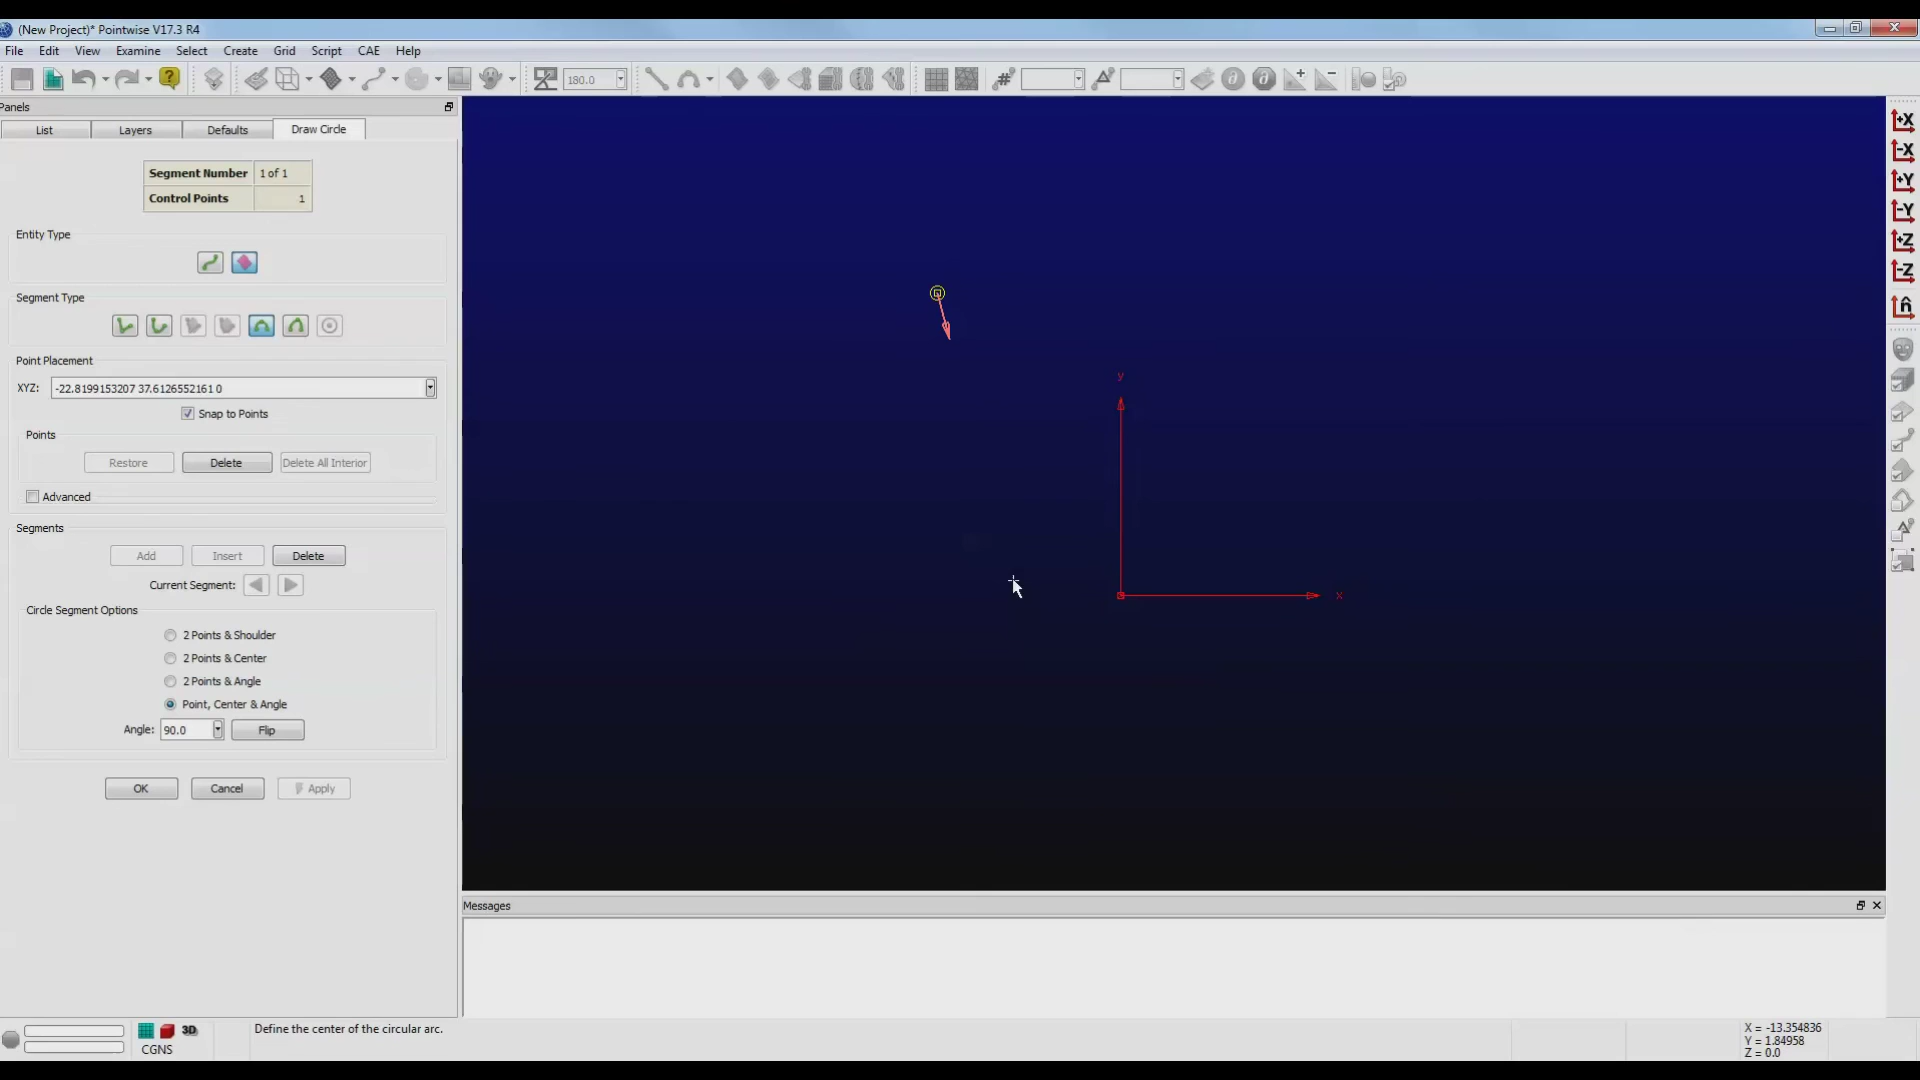 (New Project)* Pointwise V17.3 R4
File Edit View Examine Select Create Grid Script CAE Help
180.0
Panels
List Layers Defaults Draw Circle
Segment Number 1 of 1
Control Points 1
Entity Type
Segment Type
Point Placement
XYZ: -22.8199153207 37.6126552161 0
Snap to Points
Points
Restore Delete Delete All Interior
Advanced
Segments
Add Insert Delete
Current Segment:
Circle Segment Options
2 Points & Shoulder
2 Points & Center
2 Points & Angle
Point, Center & Angle
Angle: 90.0 Flip
OK Cancel Apply
y
x
+X
-X
+Y
-Y
+Z
-Z
n̂
Messages
3D
CGNS
Define the center of the circular arc.
X = -13.354836
Y = 1.84958
Z = 0.0